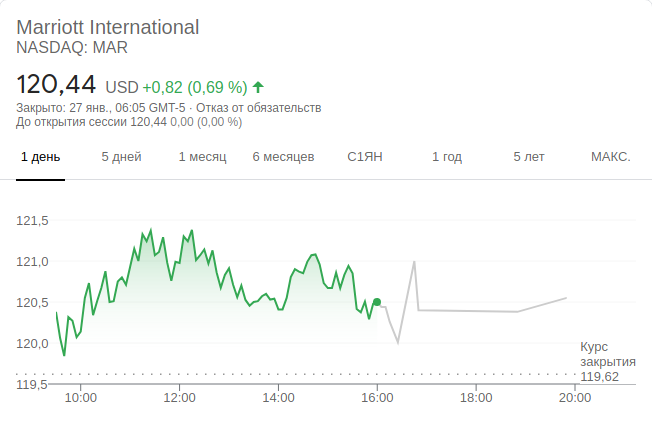 Marriott International
NASDAQ: MAR
120,44 USD +0,82 (0,69 %)
Закрыто: 27 янв., 06:05 GMT-5 · Отказ от обязательств
До открытия сессии 120,44 0,00 (0,00 %)
1 день 5 дней 1 месяц 6 месяцев С1ЯН 1 год 5 лет МАКС.
121,5
121,0
120,5
120,0
Курс
закрытия
119,62
119,5
10:00 12:00 14:00 16:00 18:00 20:00